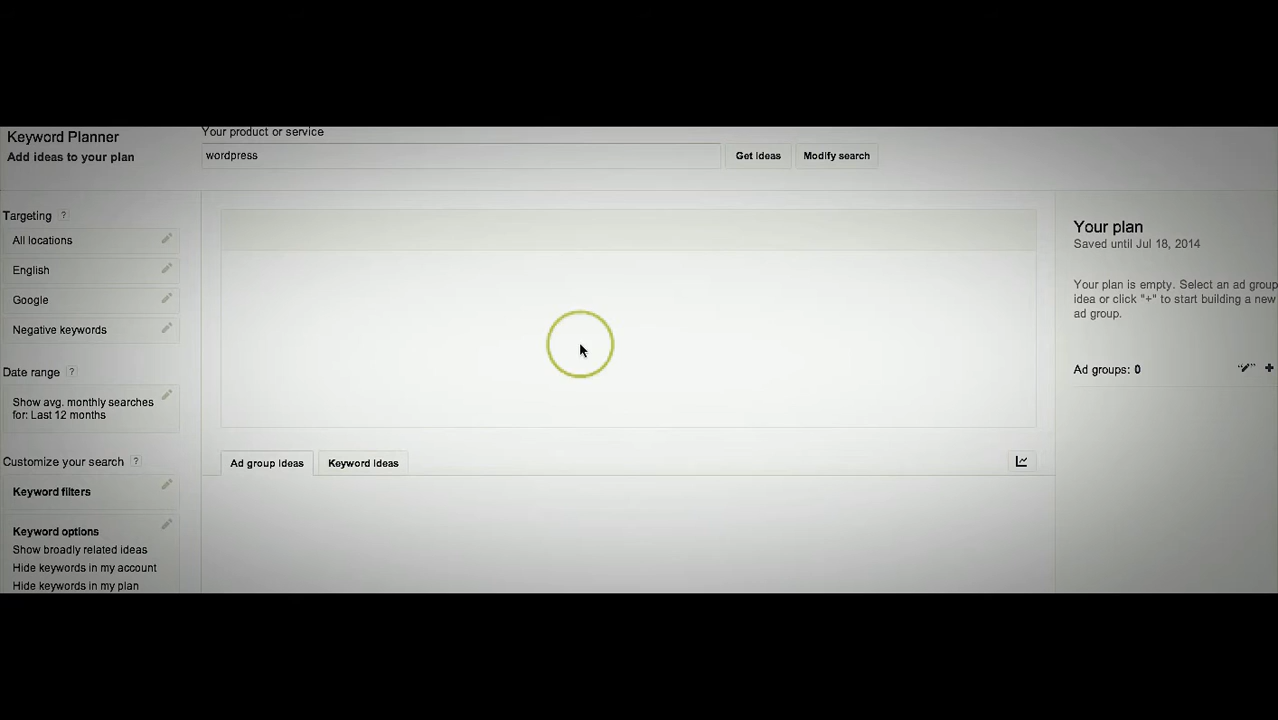 Keyword Planner
Add ideas to your plan
Your product or service
wordpress
Get ideas
Modify search
Targeting ?
All locations
English
Google
Negative keywords
Date range ?
Show avg. monthly searches
for: Last 12 months
Customize your search ?
Keyword filters
Keyword options
Show broadly related ideas
Hide keywords in my account
Hide keywords in my plan
Ad group ideas
Keyword ideas
Your plan
Saved until Jul 18, 2014
Your plan is empty. Select an ad group
idea or click "+" to start building a new
ad group.
Ad groups: 0